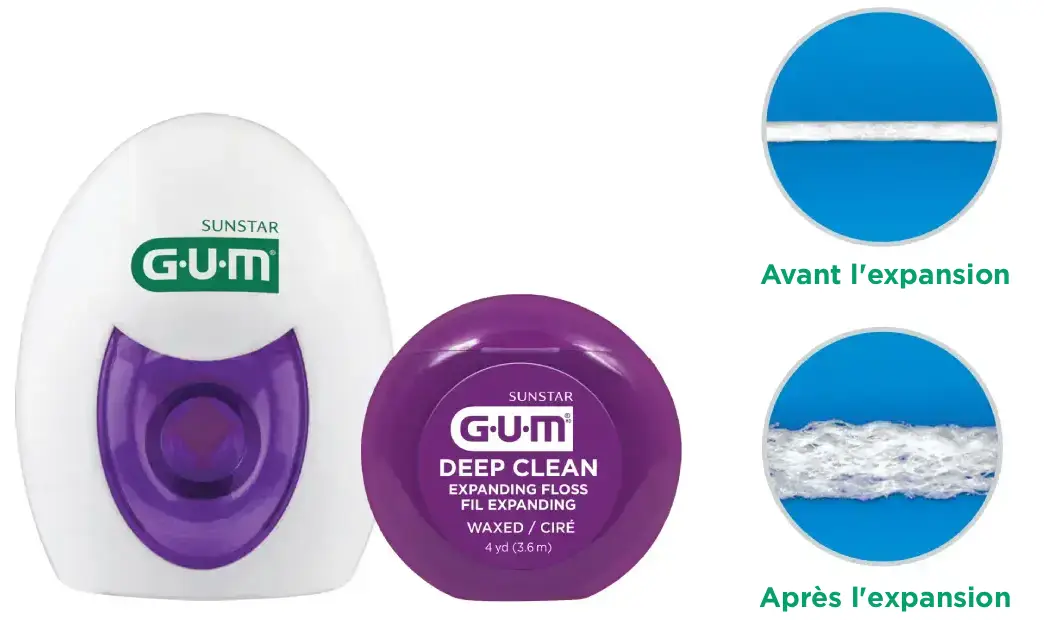 SUNSTAR
G·U·M®
SUNSTAR
G·U·M®
DEEP CLEAN
EXPANDING FLOSS
FIL EXPANDING
WAXED / CIRÉ
4 yd (3.6 m)
Avant l'expansion
Après l'expansion